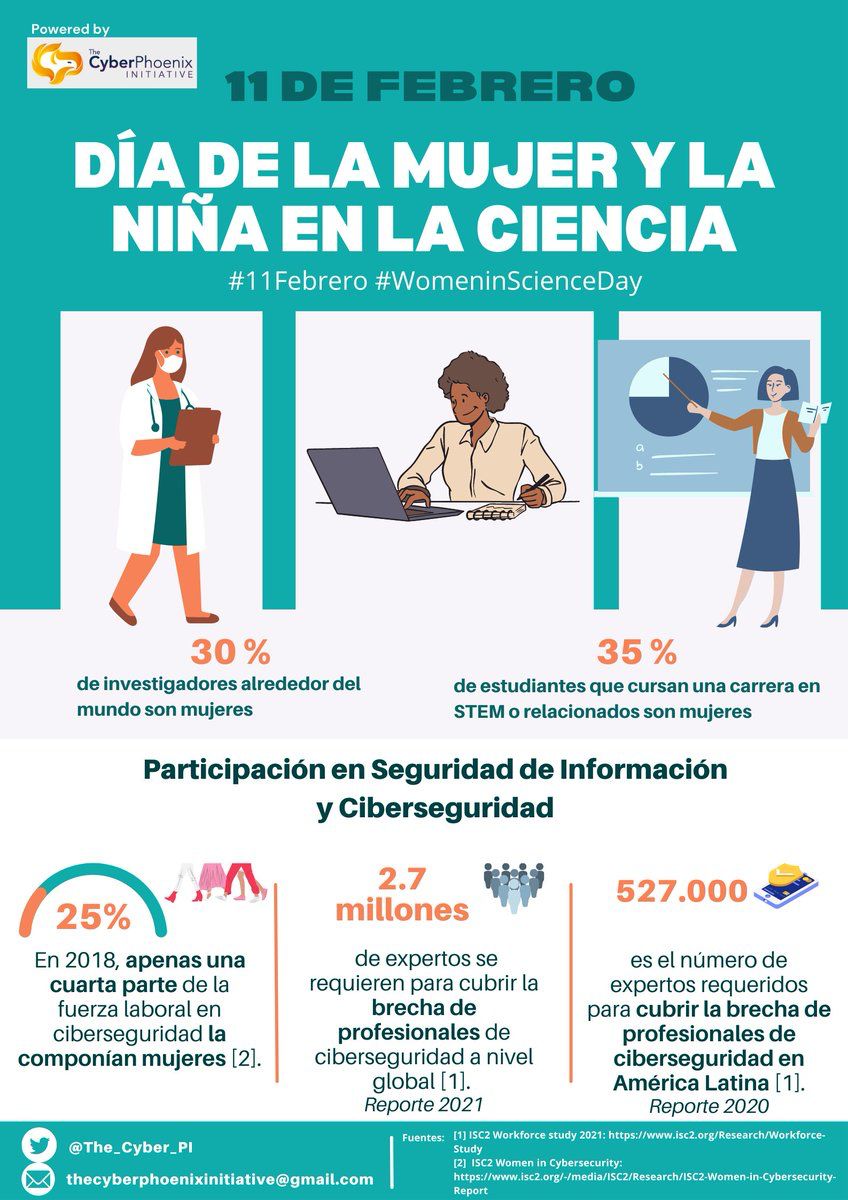 Powered by
The
CyberPhoenix
INITIATIVE
11 DE FEBRERO
DÍA DE LA MUJER Y LA
NIÑA EN LA CIENCIA
#11Febrero #WomeninScienceDay
a
b
30 %
de investigadores alrededor del
mundo son mujeres
35 %
de estudiantes que cursan una carrera en
STEM o relacionados son mujeres
Participación en Seguridad de Información
y Ciberseguridad
25%
En 2018, apenas una
cuarta parte de la
fuerza laboral en
ciberseguridad la
componían mujeres [2].
2.7
millones
de expertos se
requieren para cubrir la
brecha de
profesionales de
ciberseguridad a nivel
global [1].
Reporte 2021
527.000
es el número de
expertos requeridos
para cubrir la brecha de
profesionales de
ciberseguridad en
América Latina [1].
Reporte 2020
@The_Cyber_PI
thecyberphoenixinitiative@gmail.com
Fuentes:
[1] ISC2 Workforce study 2021: https://www.isc2.org/Research/Workforce-
Study
[2] ISC2 Women in Cybersecurity:
https://www.isc2.org/-/media/ISC2/Research/ISC2-Women-in-Cybersecurity-
Report